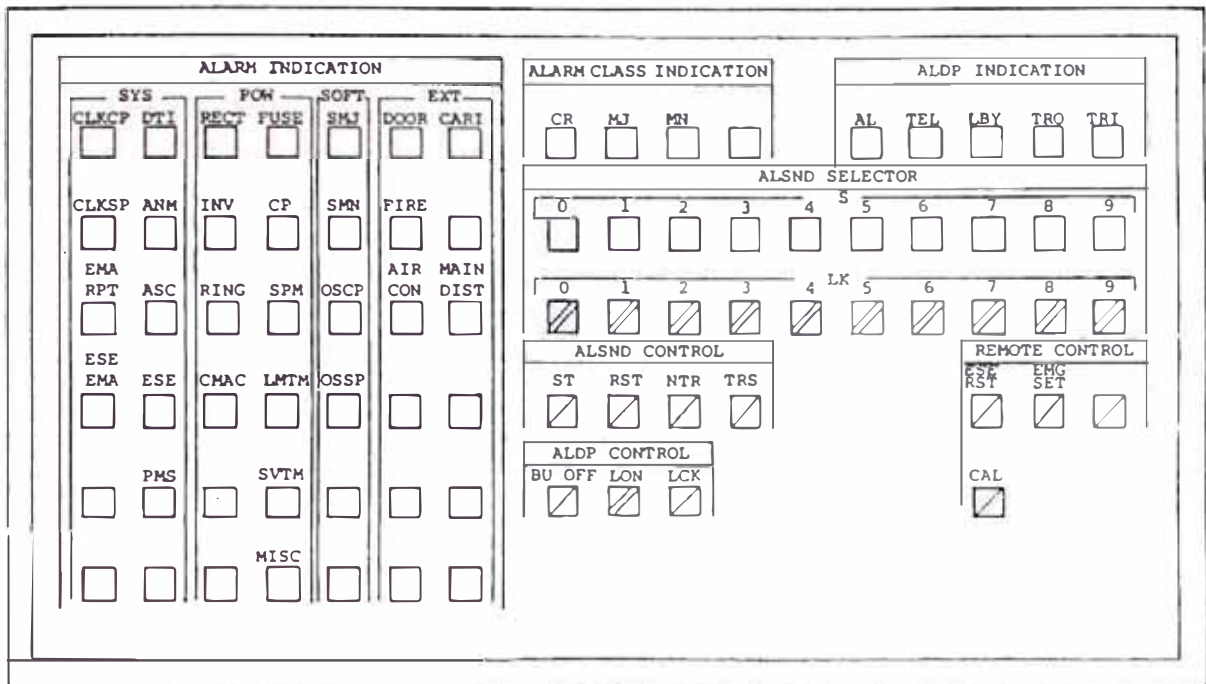 ALARM INDICATION
SYS POW SOFT EXT
CLKCP DTI RECT FUSE SMJ DOOR CARI
CLKSP ANM INV CP SMN FIRE
EMA RPT ASC RING SPM OSCP AIR CON MAIN DIST
ESE EMA ESE CMAC LMTM OSSP
PMS SVTM
MISC
ALARM CLASS INDICATION
CR MJ MN
ALDP INDICATION
AL TEL LBY TRO TRI
ALSND SELECTOR
S
0 1 2 3 4 5 6 7 8 9
LK
0 1 2 3 4 5 6 7 8 9
ALSND CONTROL
ST RST NTR TRS
REMOTE CONTROL
ESE RST EMG SET
CAL
ALDP CONTROL
BU OFF LON LCK